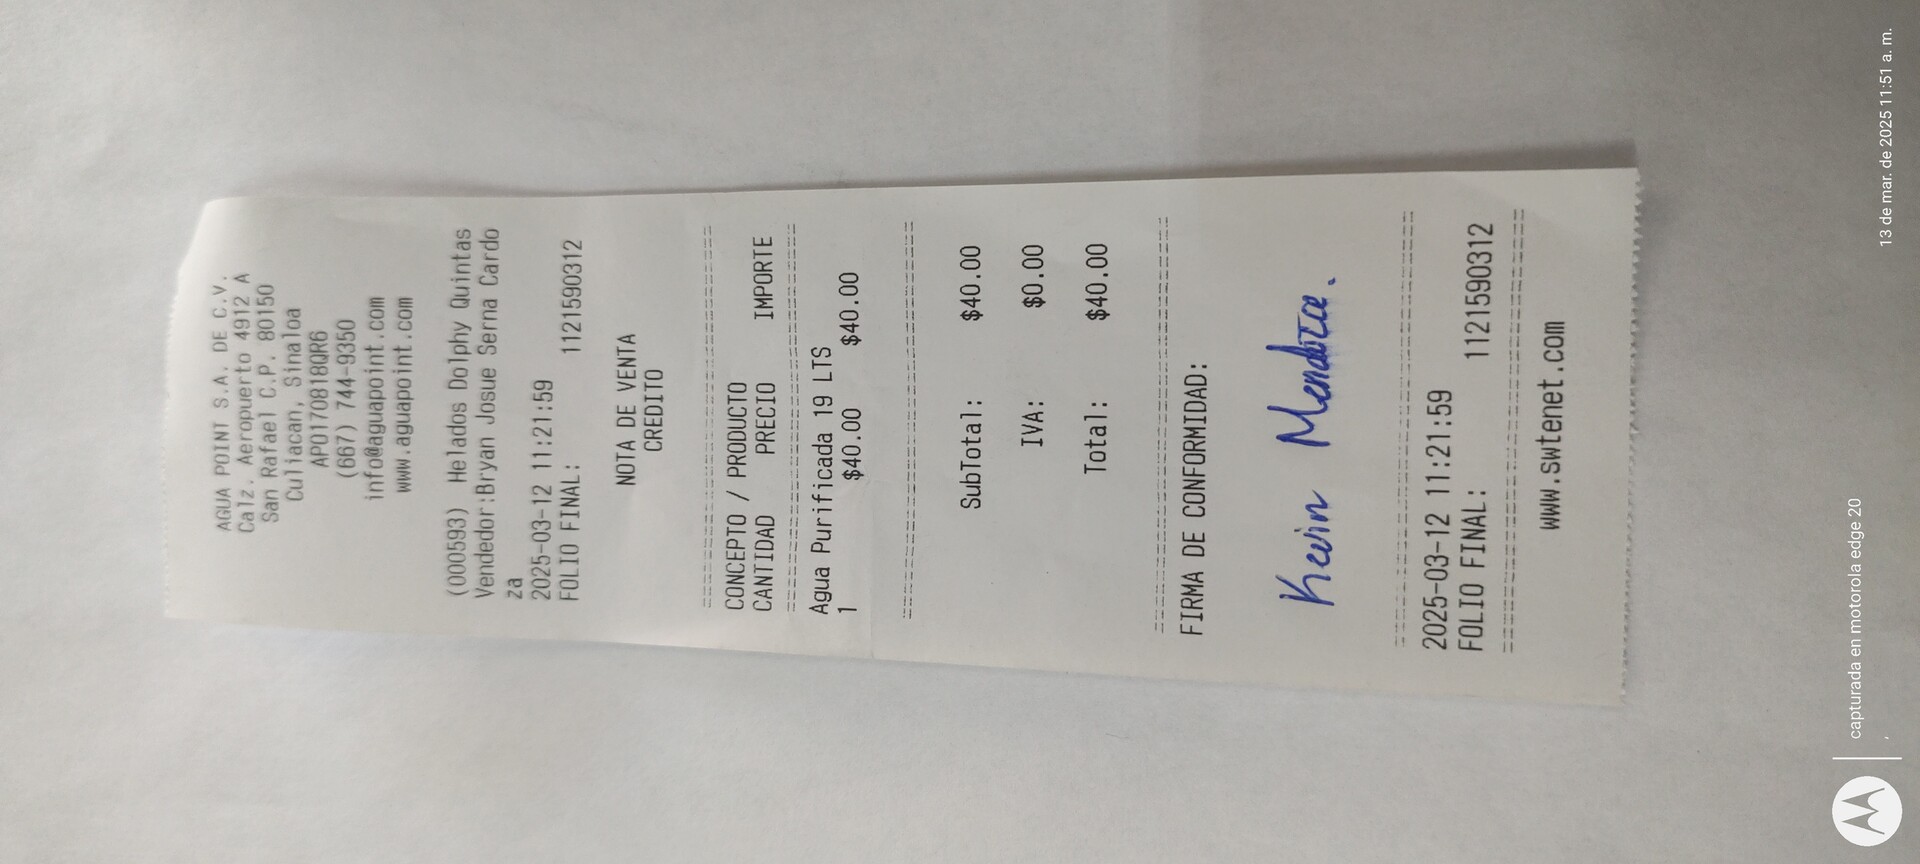 AGUA POINT S.A. DE C.V.
Calz. Aeropuerto 4912 A
San Rafael C.P. 80150
Culiacan, Sinaloa
APO170818QR6
(667) 744-9350
info@aguapoint.com
www.aguapoint.com
(000593) Helados Dolphy Quintas
Vendedor:Bryan Josue Serna Cardo
za
2025-03-12 11:21:59
FOLIO FINAL: 1121590312
NOTA DE VENTA
CREDITO
CONCEPTO / PRODUCTO
CANTIDAD PRECIO IMPORTE
Agua Purificada 19 LTS
1 $40.00 $40.00
SubTotal: $40.00
IVA: $0.00
Total: $40.00
FIRMA DE CONFORMIDAD:
Kevin Mendoza.
2025-03-12 11:21:59
FOLIO FINAL: 1121590312
www.swtenet.com
capturada en motorola edge 20
13 de mar. de 2025 11:51 a. m.